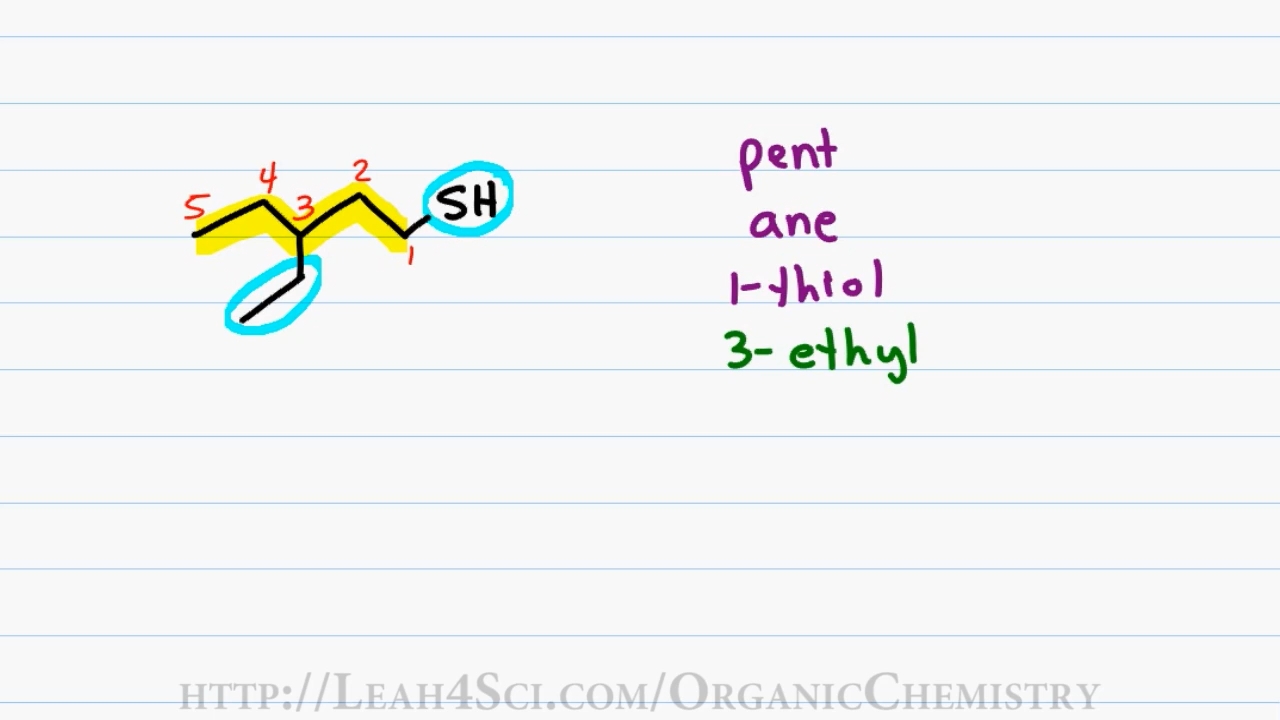 5
4
3
2
1
SH
pent
ane
1-thiol
3-ethyl
HTTP://LEAH4SCI.COM/ORGANICCHEMISTRY